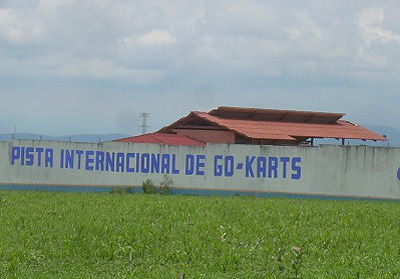 PISTA INTERNACIONAL DE GO-KARTS